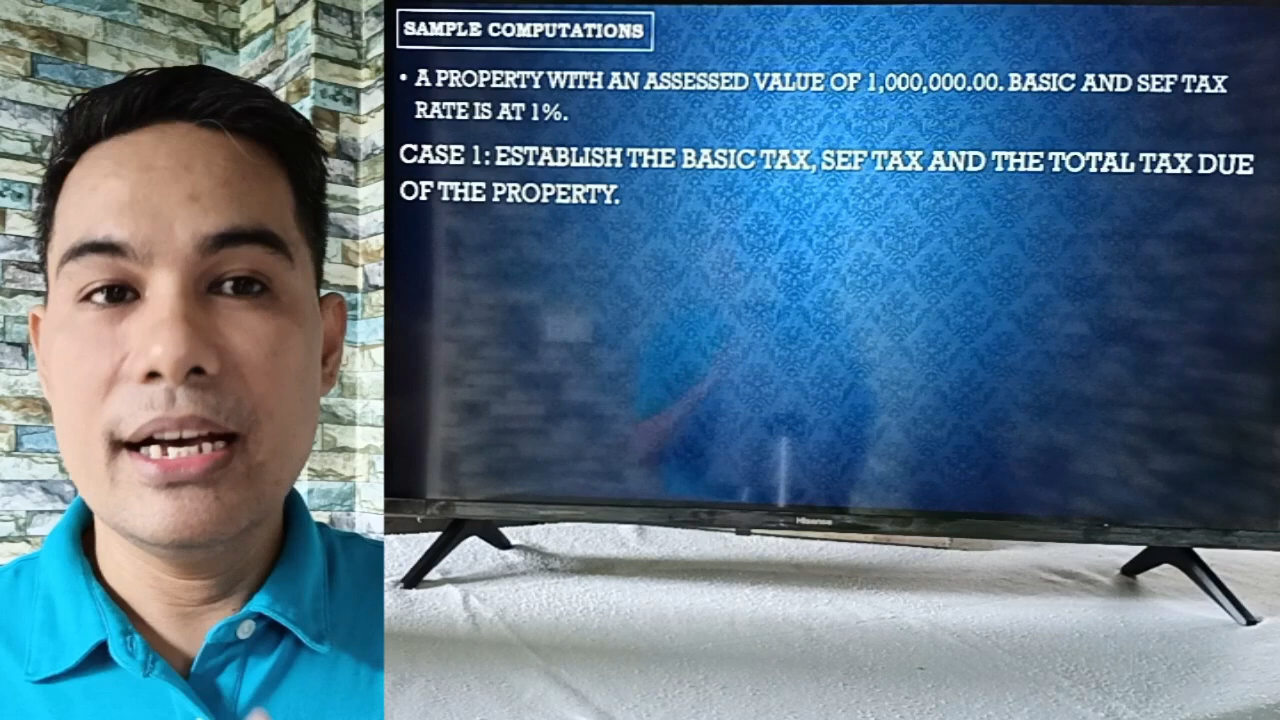 SAMPLE COMPUTATIONS
• A PROPERTY WITH AN ASSESSED VALUE OF 1,000,000.00. BASIC AND SEF TAX
RATE IS AT 1%.
CASE 1: ESTABLISH THE BASIC TAX, SEF TAX AND THE TOTAL TAX DUE
OF THE PROPERTY.
Hisense